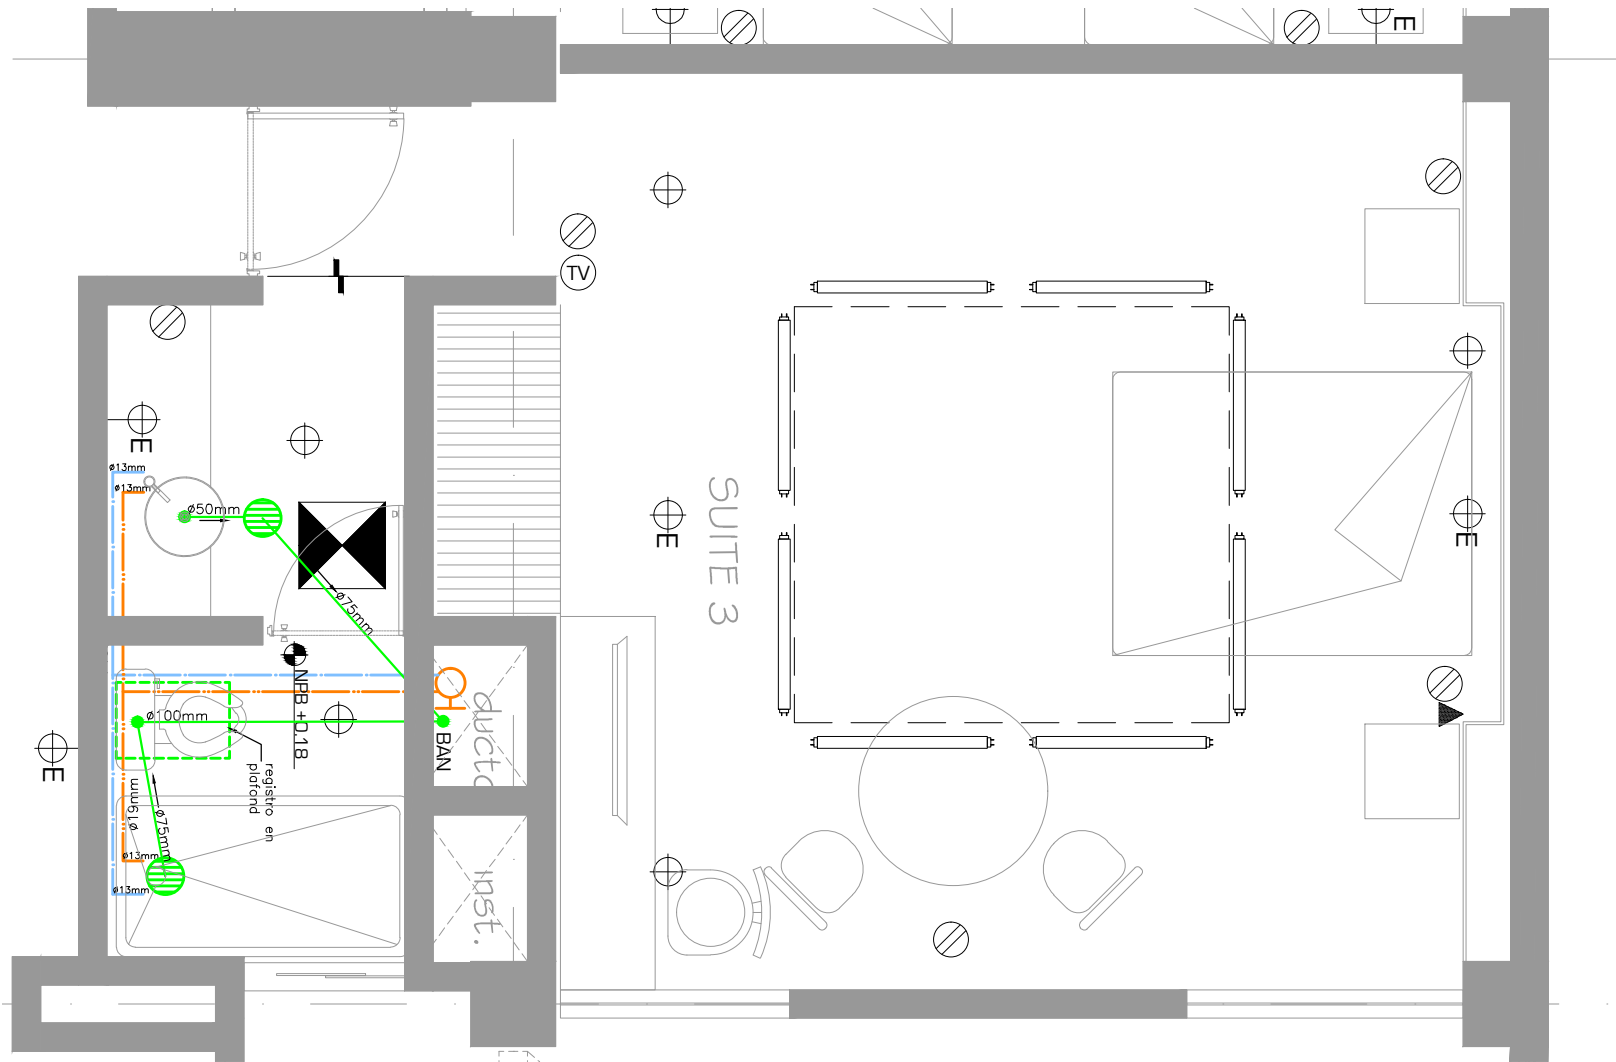 E
TV
E
ø13mm
ø13mm
ø50mm
SUITE 3
E
E
ø75mm
NPB +0.18
ducto
ø100mm
BAN
E
registro en
plafond
ø19mm
ø75mm
ø13mm
ø13mm
inst.